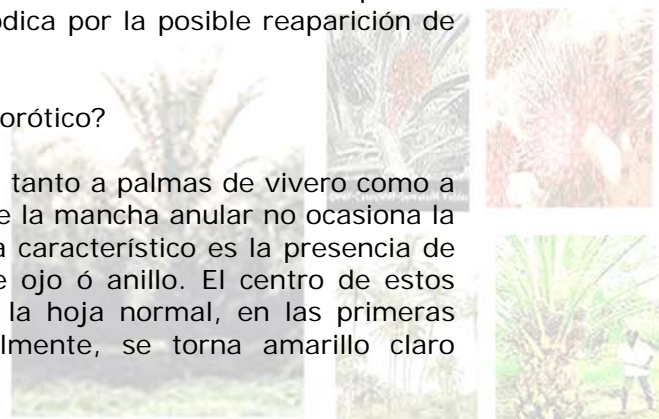 ódica por la posible reaparición de
orótico?
tanto a palmas de vivero como a
e la mancha anular no ocasiona la
a característico es la presencia de
e ojo ó anillo. El centro de estos
la hoja normal, en las primeras
lmente, se torna amarillo claro